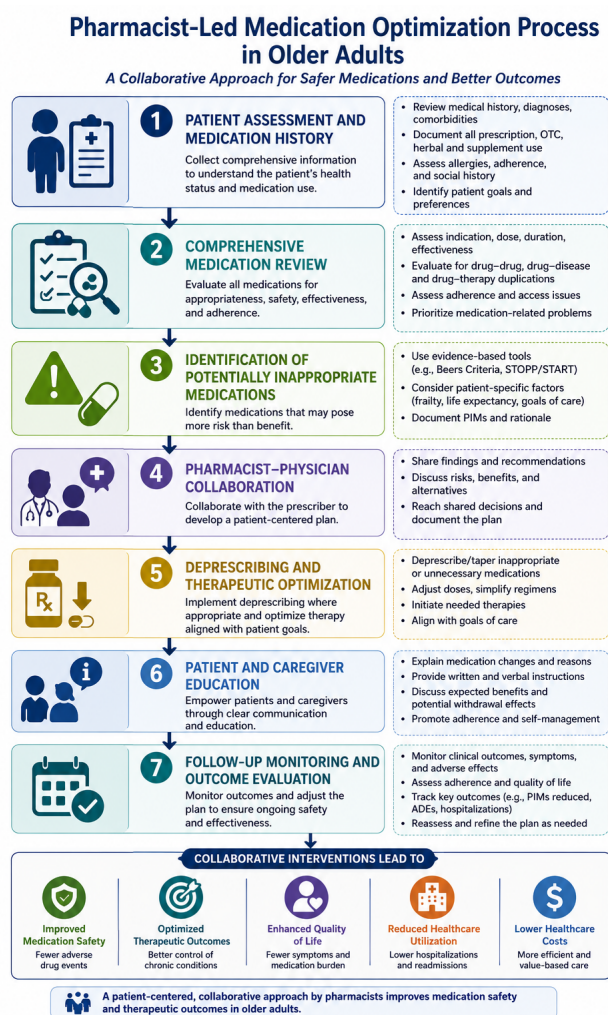 Pharmacist-Led Medication Optimization Process
in Older Adults
A Collaborative Approach for Safer Medications and Better Outcomes
1
PATIENT ASSESSMENT AND
MEDICATION HISTORY
Collect comprehensive information
to understand the patient's health
status and medication use.
• Review medical history, diagnoses,
comorbidities
• Document all prescription, OTC,
herbal and supplement use
• Assess allergies, adherence,
and social history
• Identify patient goals and
preferences
2
COMPREHENSIVE
MEDICATION REVIEW
Evaluate all medications for
appropriateness, safety, effectiveness,
and adherence.
• Assess indication, dose, duration,
effectiveness
• Evaluate for drug–drug, drug–disease
and drug–therapy duplications
• Assess adherence and access issues
• Prioritize medication-related problems
3
IDENTIFICATION OF
POTENTIALLY INAPPROPRIATE
MEDICATIONS
Identify medications that may pose
more risk than benefit.
• Use evidence-based tools
(e.g., Beers Criteria, STOPP/START)
• Consider patient-specific factors
(frailty, life expectancy, goals of care)
• Document PIMs and rationale
4
PHARMACIST–PHYSICIAN
COLLABORATION
Collaborate with the prescriber to
develop a patient-centered plan.
• Share findings and recommendations
• Discuss risks, benefits, and
alternatives
• Reach shared decisions and
document the plan
Rx
5
DEPRESCRIBING AND
THERAPEUTIC OPTIMIZATION
Implement deprescribing where
appropriate and optimize therapy
aligned with patient goals.
• Deprescribe/taper inappropriate
or unnecessary medications
• Adjust doses, simplify regimens
• Initiate needed therapies
• Align with goals of care
i
6
PATIENT AND CAREGIVER
EDUCATION
Empower patients and caregivers
through clear communication
and education.
• Explain medication changes and reasons
• Provide written and verbal instructions
• Discuss expected benefits and
potential withdrawal effects
• Promote adherence and self-management
7
FOLLOW-UP MONITORING AND
OUTCOME EVALUATION
Monitor outcomes and adjust the
plan to ensure ongoing safety
and effectiveness.
• Monitor clinical outcomes, symptoms,
and adverse effects
• Assess adherence and quality of life
• Track key outcomes (e.g., PIMs reduced,
ADEs, hospitalizations)
• Reassess and refine the plan as needed
COLLABORATIVE INTERVENTIONS LEAD TO
Improved
Medication Safety
Fewer adverse
drug events
Optimized
Therapeutic Outcomes
Better control of
chronic conditions
Enhanced Quality
of Life
Fewer symptoms and
medication burden
Reduced Healthcare
Utilization
Lower hospitalizations
and readmissions
$
Lower Healthcare
Costs
More efficient and
value-based care
A patient-centered, collaborative approach by pharmacists improves medication safety
and therapeutic outcomes in older adults.